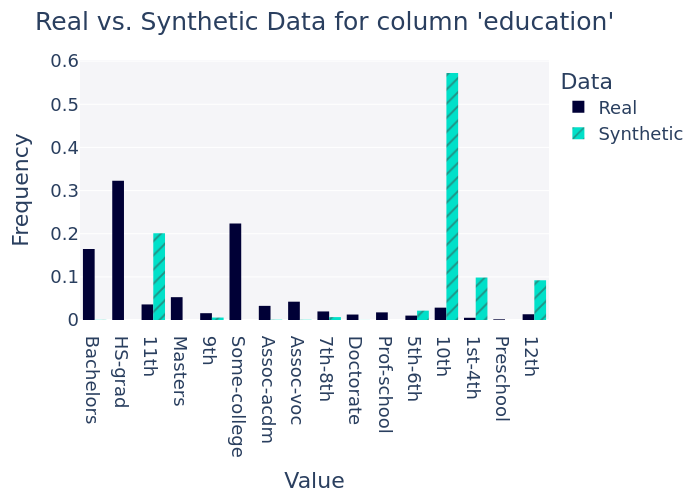 Real vs. Synthetic Data for column 'education'
Frequency
0.6
0.5
0.4
0.3
0.2
0.1
0
Bachelors
HS-grad
11th
Masters
9th
Some-college
Assoc-acdm
Assoc-voc
7th-8th
Doctorate
Prof-school
5th-6th
10th
1st-4th
Preschool
12th
Value
Data
Real
Synthetic